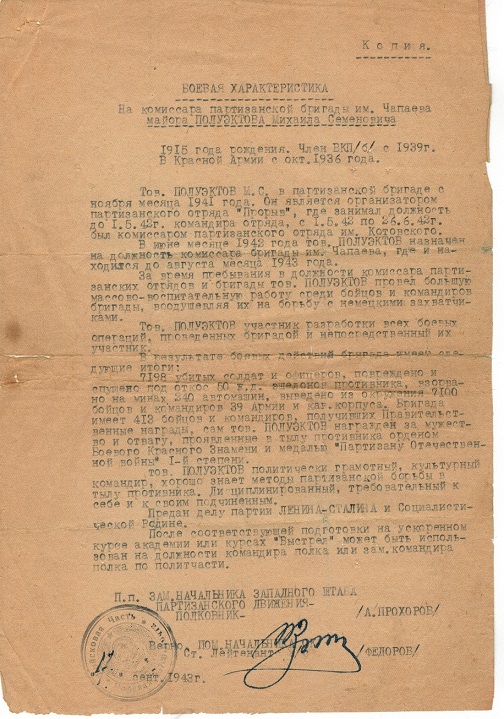 Копия.
БОЕВАЯ ХАРАКТЕРИСТИКА
На комиссара партизанской бригады им. Чапаева
майора ПОЛУЭКТОВА Михаила Семеновича
1915 года рождения. Член ВКП/б/ с 1939г.
В Красной Армии с окт.1936 года.
Тов. ПОЛУЭКТОВ М.С. в партизанской бригаде с
ноября месяца 1941 года. Он является организатором
партизанского отряда "Прорыв", где занимал должность
до 1.5.42г. командира отряда, с 1.5.42 по 26.6.42г.
был комиссаром партизанского отряда им. Котовского.
В июне месяце 1942 года тов. ПОЛУЭКТОВ назначен
на должность комиссара бригады им. Чапаева, где и на-
ходился до августа месяца 1943 года.
За время пребывания в должности комиссара парти-
занских отрядов и бригады тов. ПОЛУЭКТОВ провел большую
массово-воспитательную работу среди бойцов и командиров
бригады, воодушевляя их на борьбу с немецкими захватчи-
ками.
Тов. ПОЛУЭКТОВ участник разработки всех боевых
операций, проведенных бригадой и непосредственный их
участник.
В результате боевых действий бригада имеет сле-
дующие итоги:
7198 убитых солдат и офицеров, повреждено и
спущено под откос 50 ж.д. эшелонов противника, взорва-
но на минах 340 автомашин, выведено из окружения 7100
бойцов и командиров 39 Армии и кав.корпуса. Бригада
имеет 413 бойцов и командиров, получивших Правительст-
венные награды, сам тов. ПОЛУЭКТОВ награжден за мужест-
во и отвагу, проявленные в тылу противника орденом
Боевого Красного Знамени и медалью "Партизану Отечествен-
ной войны" I-й степени.
тов. ПОЛУЭКТОВ политически грамотный, культурный
командир, хорошо знает методы партизанской борьбы в
тылу противника. Дисциплинированный, требовательный к
себе и к своим подчиненным.
Предан делу партии ЛЕНИНА-СТАЛИНА и Социалисти-
ческой Родине.
После соответствующей подготовки на ускоренном
курсе академии или курсах "Выстрел" может быть исполь-
зован на должности командира полка или зам.командира
полка по политчасти.
П.п. ЗАМ.НАЧАЛЬНИКА ЗАПАДНОГО ШТАБА
ПАРТИЗАНСКОГО ДВИЖЕНИЯ-
ПОЛКОВНИК- /А.ПРОХОРОВ/
Верно: ПОМ.НАЧАЛЬНИКА
Ст. Лейтенант /ФЕДОРОВ/
сент.1943г.